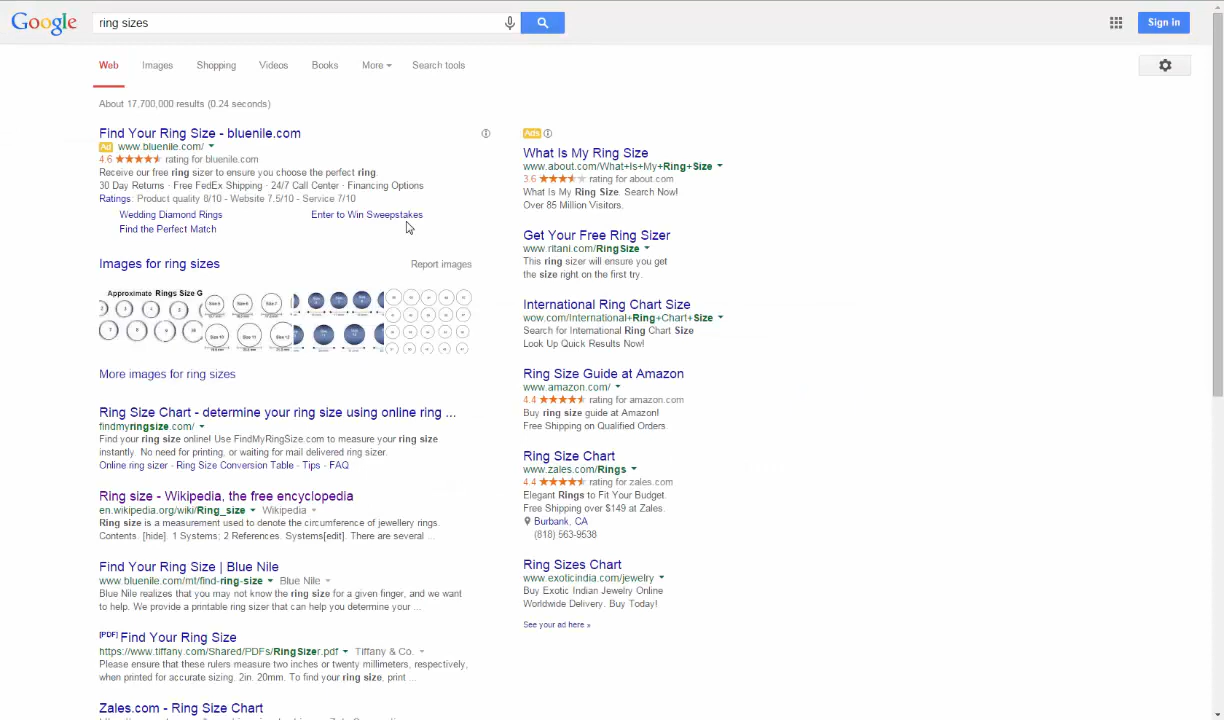 Google
ring sizes
Sign in
Web Images Shopping Videos Books More Search tools
About 17,700,000 results (0.24 seconds)
Find Your Ring Size - bluenile.com
Ad www.bluenile.com/
4.6 rating for bluenile.com
Receive our free ring sizer to ensure you choose the perfect ring.
30 Day Returns · Free FedEx Shipping · 24/7 Call Center · Financing Options
Ratings: Product quality 8/10 - Website 7.5/10 - Service 7/10
Wedding Diamond Rings Enter to Win Sweepstakes
Find the Perfect Match
Images for ring sizes Report images
Approximate Rings Size G
More images for ring sizes
Ring Size Chart - determine your ring size using online ring ...
findmyringsize.com/
Find your ring size online! Use FindMyRingSize.com to measure your ring size
instantly. No need for printing, or waiting for mail delivered ring sizer.
Online ring sizer - Ring Size Conversion Table - Tips - FAQ
Ring size - Wikipedia, the free encyclopedia
en.wikipedia.org/wiki/Ring_size Wikipedia
Ring size is a measurement used to denote the circumference of jewellery rings.
Contents. [hide]. 1 Systems; 2 References. Systems[edit]. There are several ...
Find Your Ring Size | Blue Nile
www.bluenile.com/mt/find-ring-size Blue Nile
Blue Nile realizes that you may not know the ring size for a given finger, and we want
to help. We provide a printable ring sizer that can help you determine your ...
[PDF] Find Your Ring Size
https://www.tiffany.com/Shared/PDFs/RingSizer.pdf Tiffany & Co.
Please ensure that these rulers measure two inches or twenty millimeters, respectively,
when printed for accurate sizing. 2in. 20mm. To find your ring size, print ...
Zales.com - Ring Size Chart
Ads
What Is My Ring Size
www.about.com/What+Is+My+Ring+Size
3.6 rating for about.com
What Is My Ring Size. Search Now!
Over 85 Million Visitors.
Get Your Free Ring Sizer
www.ritani.com/RingSize
This ring sizer will ensure you get
the size right on the first try.
International Ring Chart Size
wow.com/International+Ring+Chart+Size
Search for International Ring Chart Size
Look Up Quick Results Now!
Ring Size Guide at Amazon
www.amazon.com/
4.4 rating for amazon.com
Buy ring size guide at Amazon!
Free Shipping on Qualified Orders.
Ring Size Chart
www.zales.com/Rings
4.4 rating for zales.com
Elegant Rings to Fit Your Budget.
Free Shipping over $149 at Zales.
Burbank, CA
(818) 563-9538
Ring Sizes Chart
www.exoticindia.com/jewelry
Buy Exotic Indian Jewelry Online
Worldwide Delivery. Buy Today!
See your ad here »